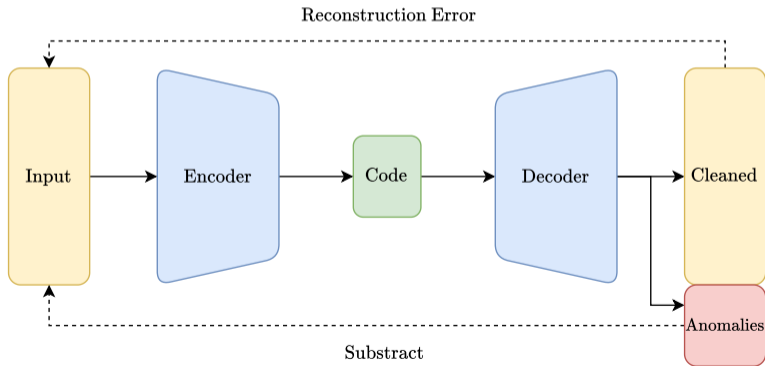 Reconstruction Error
Input
Encoder
Code
Decoder
Cleaned
Anomalies
Substract